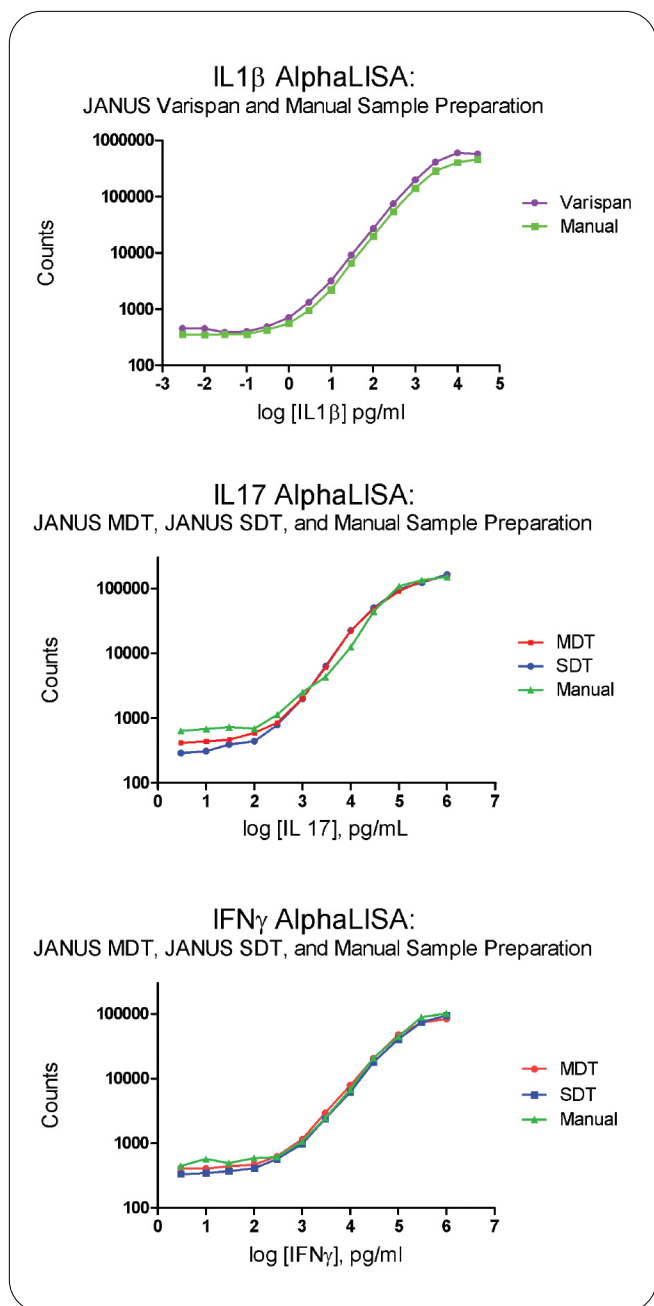 IL1β AlphaLISA:
JANUS Varispan and Manual Sample Preparation
1000000
100000
10000
1000
100
Counts
-3 -2 -1 0 1 2 3 4 5
log [IL1β] pg/ml
Varispan
Manual
IL17 AlphaLISA:
JANUS MDT, JANUS SDT, and Manual Sample Preparation
100000
10000
1000
100
Counts
0 1 2 3 4 5 6 7
log [IL 17], pg/mL
MDT
SDT
Manual
IFNγ AlphaLISA:
JANUS MDT, JANUS SDT, and Manual Sample Preparation
100000
10000
1000
100
Counts
0 1 2 3 4 5 6 7
log [IFNγ], pg/ml
MDT
SDT
Manual